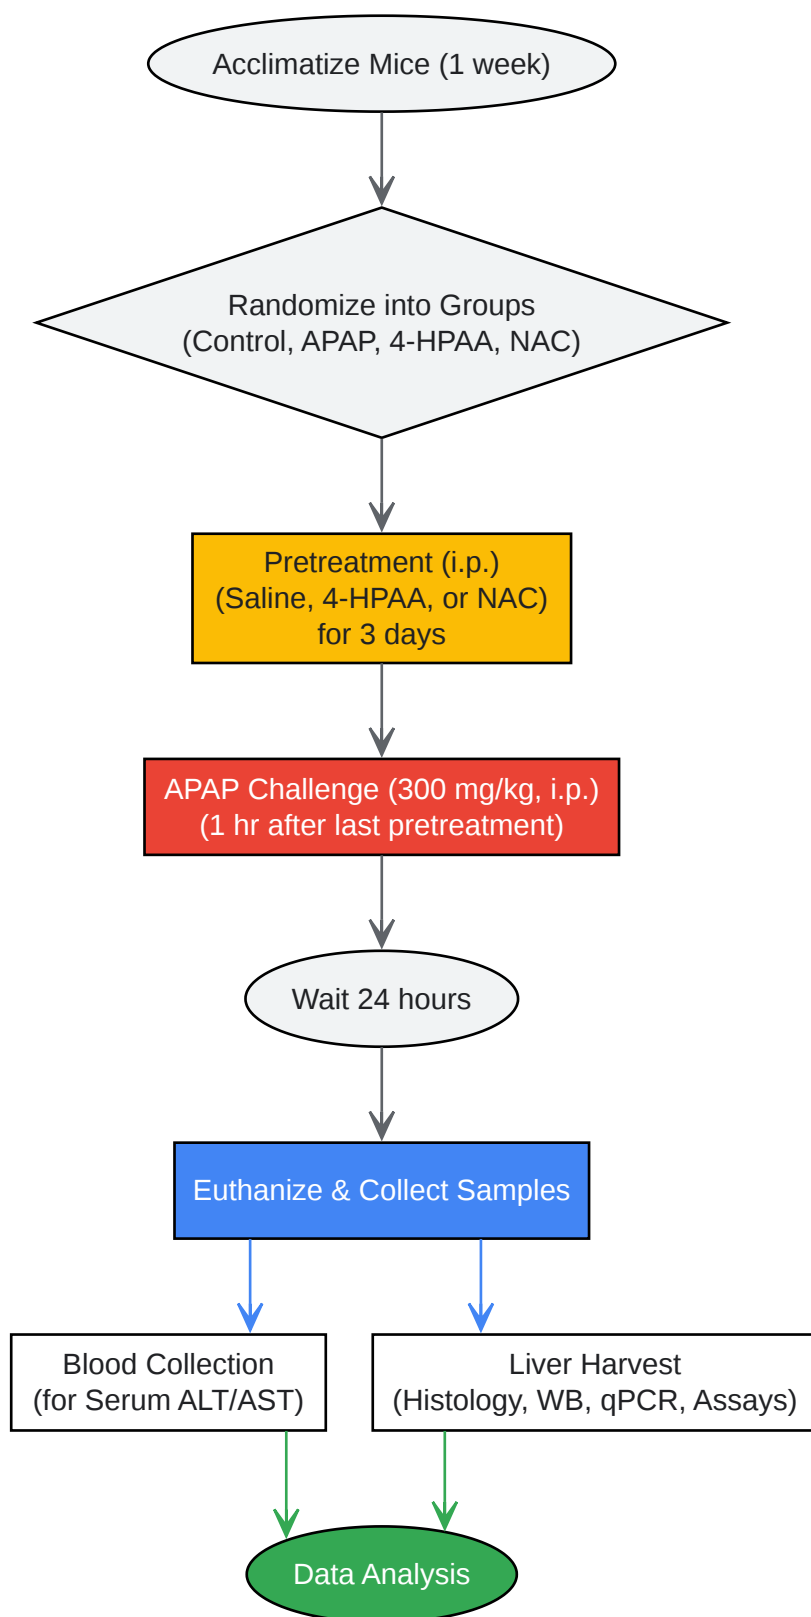 Acclimatize Mice (1 week)
Randomize into Groups
(Control, APAP, 4-HPAA, NAC)
Pretreatment (i.p.)
(Saline, 4-HPAA, or NAC)
for 3 days
APAP Challenge (300 mg/kg, i.p.)
(1 hr after last pretreatment)
Wait 24 hours
Euthanize & Collect Samples
Blood Collection
(for Serum ALT/AST)
Liver Harvest
(Histology, WB, qPCR, Assays)
Data Analysis